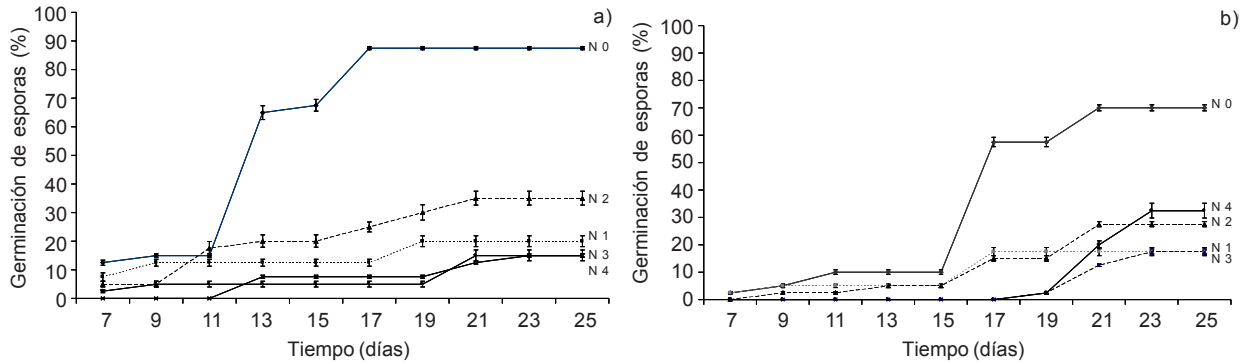 a)
Germinación de esporas (%)
100
90
80
70
60
50
40
30
20
10
0
N 0
N 2
N 1
N 3
N 4
7 9 11 13 15 17 19 21 23 25
Tiempo (días)
b)
Germinación de esporas (%)
100
90
80
70
60
50
40
30
20
10
0
N 0
N 4
N 2
N 1
N 3
7 9 11 13 15 17 19 21 23 25
Tiempo (días)